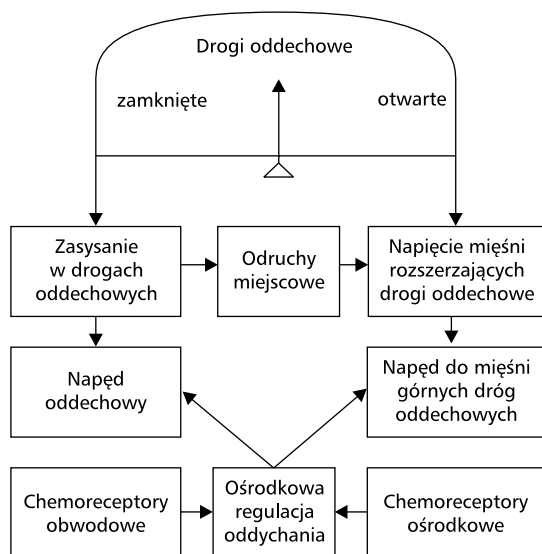 Drogi oddechowe
zamknięte
otwarte
Zasysanie
w drogach
oddechowych
Odruchy
miejscowe
Napięcie mięśni
rozszerzających
drogi oddechowe
Napęd
oddechowy
Napęd do mięśni
górnych dróg
oddechowych
Chemoreceptory
obwodowe
Ośrodkowa
regulacja
oddychania
Chemoreceptory
ośrodkowe